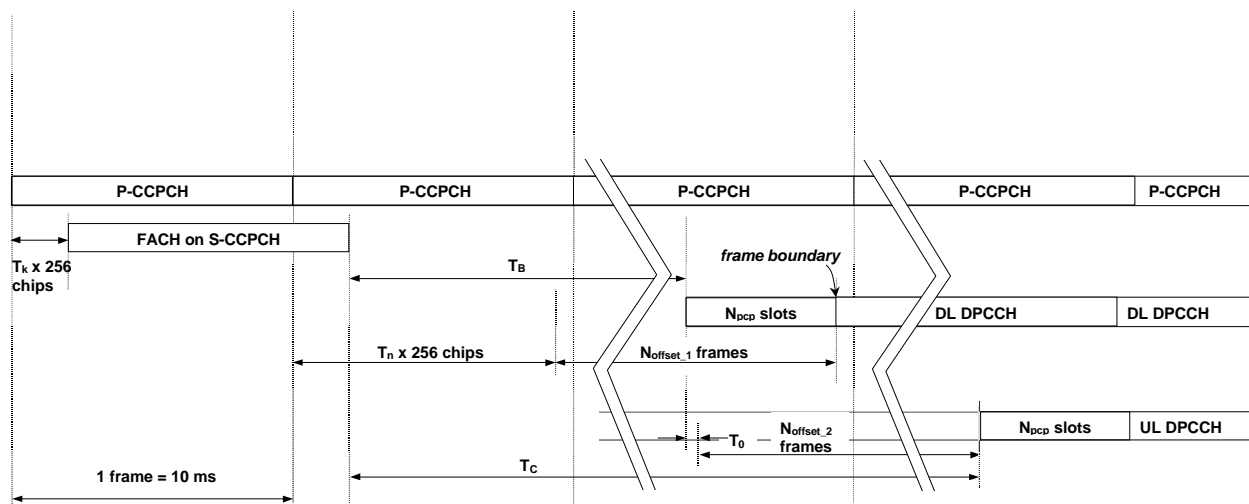 P-CCPCH P-CCPCH P-CCPCH P-CCPCH P-CCPCH
FACH on S-CCPCH
Tk x 256
chips
TB
frame boundary
Npcp slots DL DPCCH DL DPCCH
Tn x 256 chips
Noffset_1 frames
T0
Noffset_2
frames
Npcp slots UL DPCCH
TC
1 frame = 10 ms